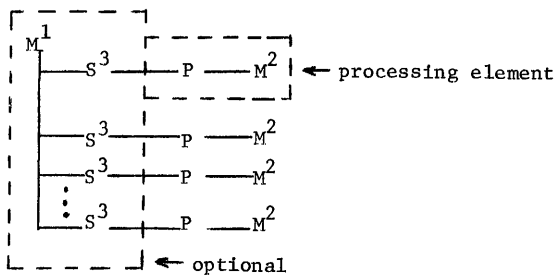 M¹
S³ P M² ← processing element
S³ P M²
S³ P M²
S³ P M²
← optional